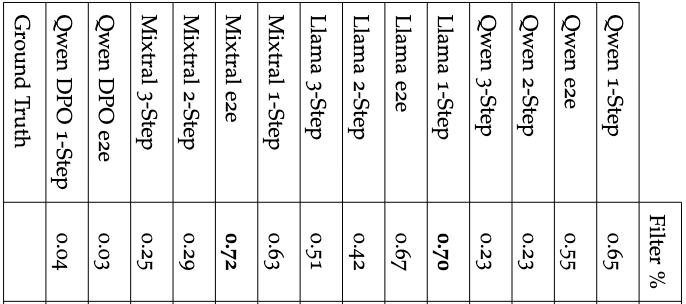 Filter %
Qwen 1-Step 0.65
Qwen e2e 0.55
Qwen 2-Step 0.23
Qwen 3-Step 0.23
Llama 1-Step 0.70
Llama e2e 0.67
Llama 2-Step 0.42
Llama 3-Step 0.51
Mixtral 1-Step 0.63
Mixtral e2e 0.72
Mixtral 2-Step 0.29
Mixtral 3-Step 0.25
Qwen DPO e2e 0.03
Qwen DPO 1-Step 0.04
Ground Truth